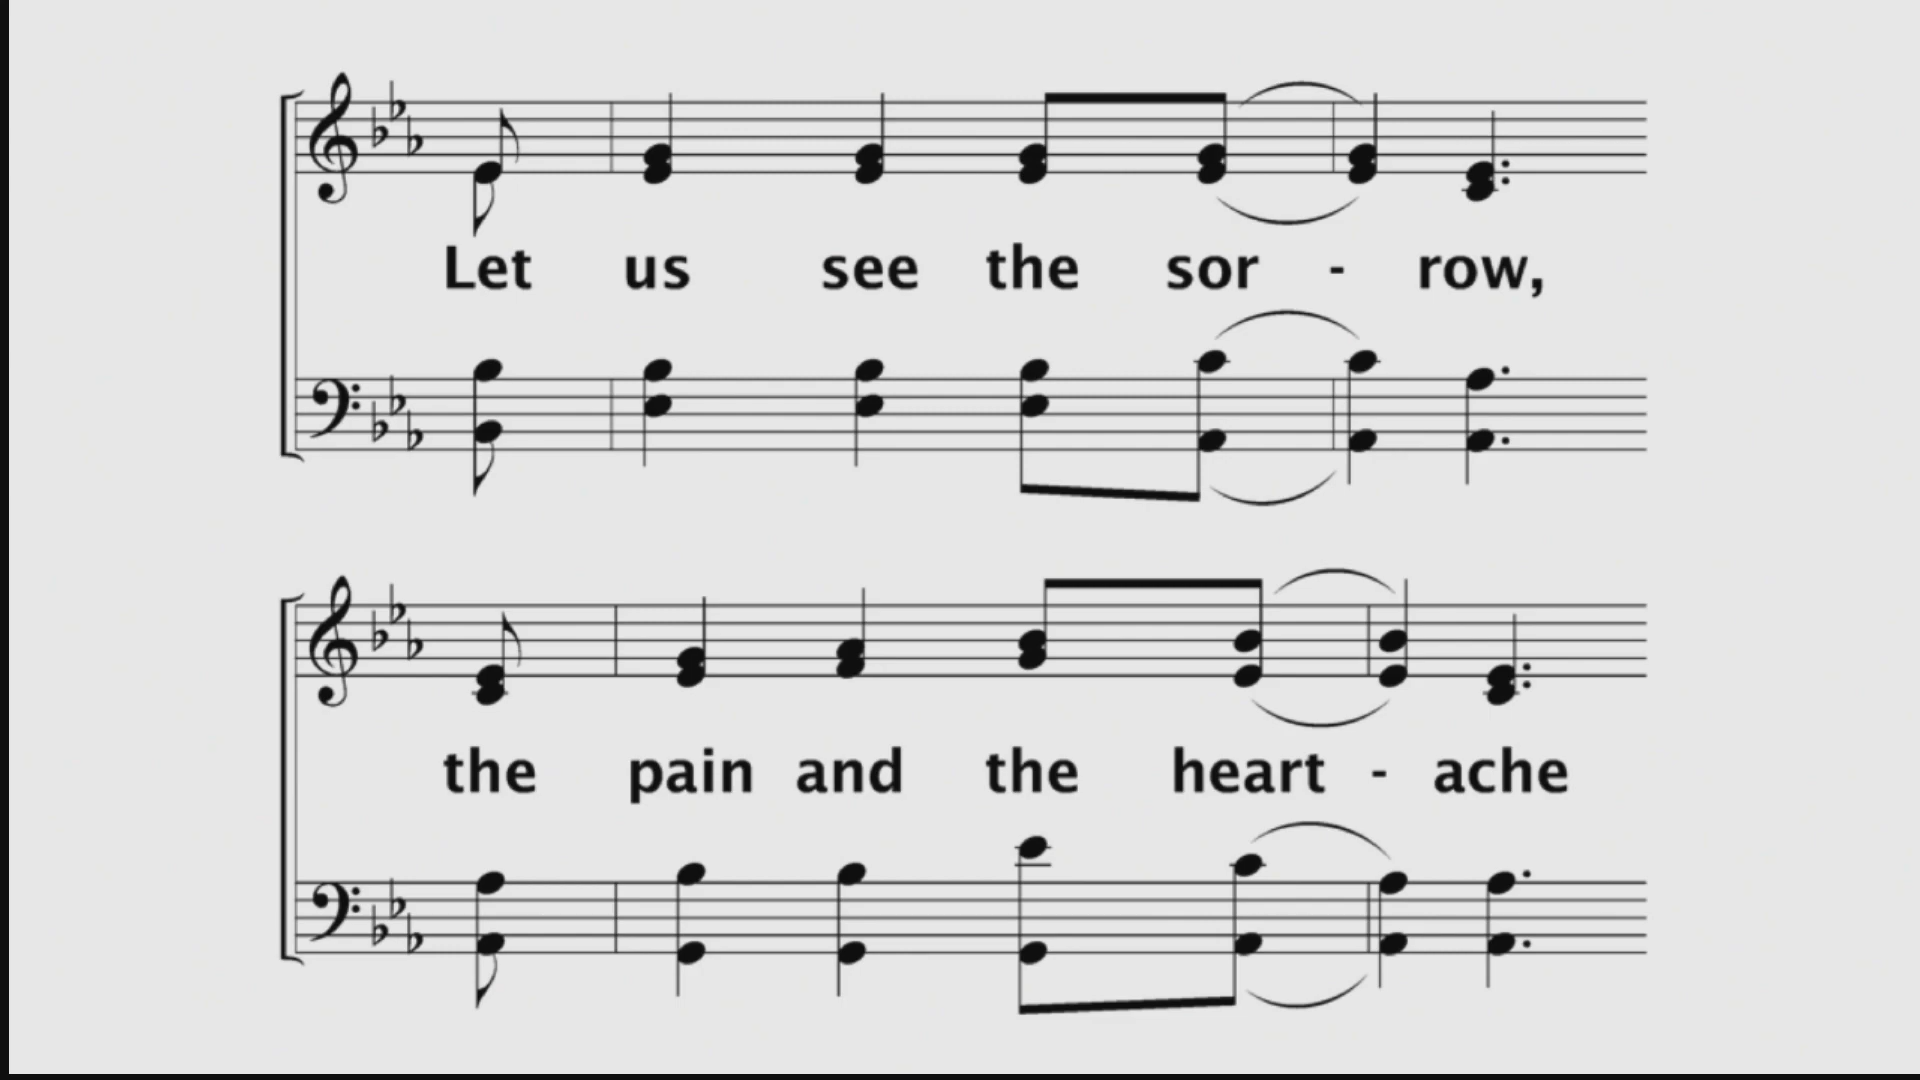 Let us see the sor - row,
the pain and the heart - ache